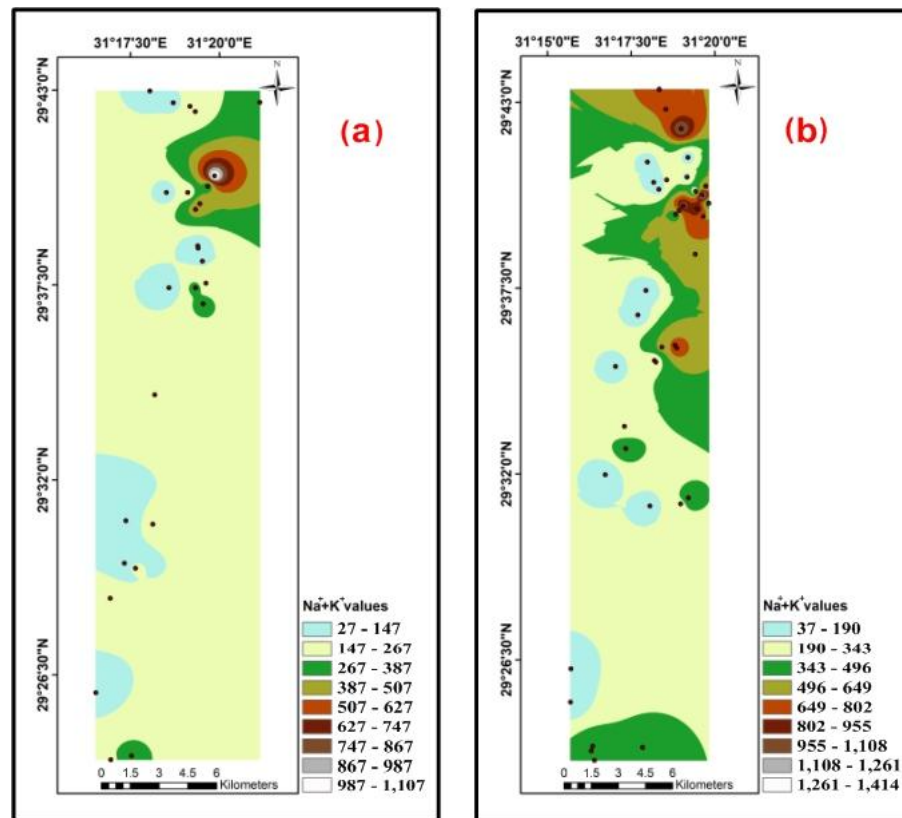 31°17'30"E 31°20'0"E
N
29°43'0"N
(a)
29°37'30"N
29°32'0"N
29°26'30"N
Na⁺+K⁺values
27 - 147
147 - 267
267 - 387
387 - 507
507 - 627
627 - 747
747 - 867
867 - 987
987 - 1,107
0 1.5 3 4.5 6
Kilometers
31°15'0"E 31°17'30"E 31°20'0"E
N
29°43'0"N
(b)
29°37'30"N
29°32'0"N
29°26'30"N
Na⁺+K⁺values
37 - 190
190 - 343
343 - 496
496 - 649
649 - 802
802 - 955
955 - 1,108
1,108 - 1,261
1,261 - 1,414
0 1.5 3 4.5 6
Kilometers